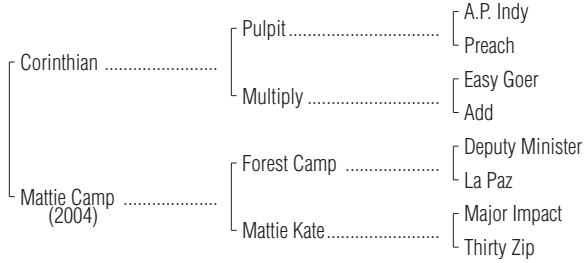 A.P. Indy
Pulpit
Preach
Corinthian
Easy Goer
Multiply
Add
Deputy Minister
Forest Camp
La Paz
Mattie Camp
(2004)
Major Impact
Mattie Kate
Thirty Zip